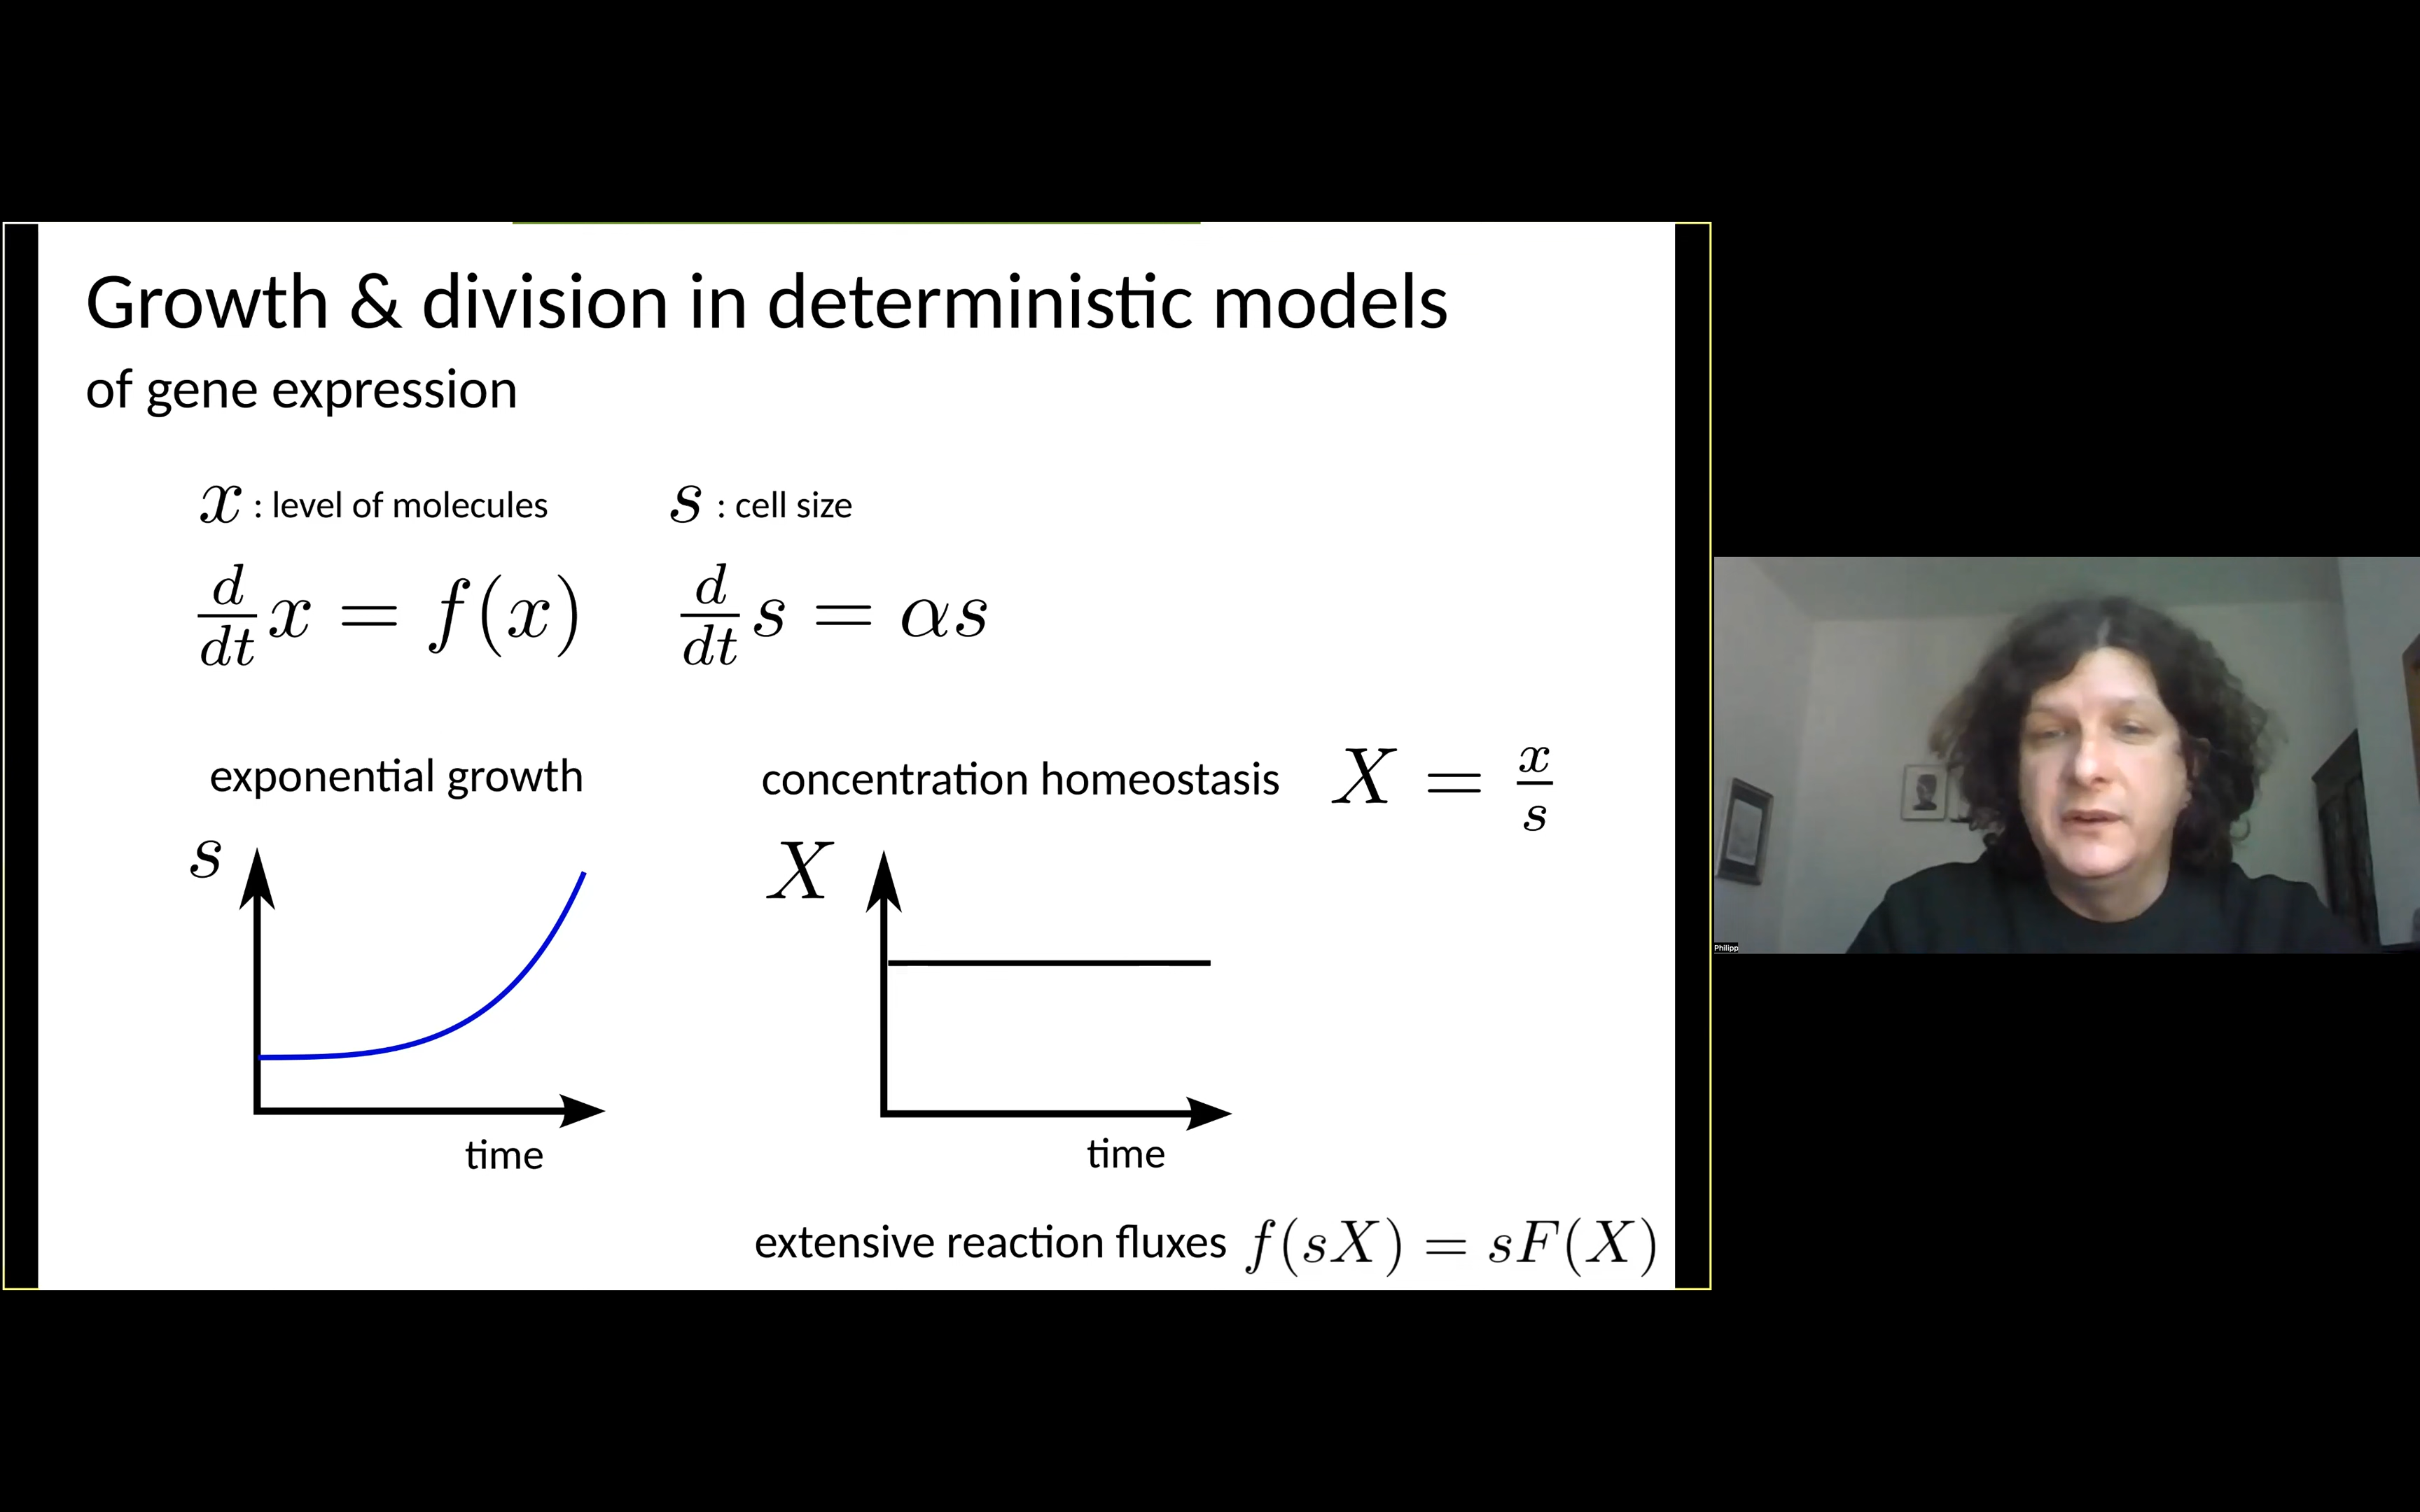 Growth & division in deterministic models
of gene expression
x : level of molecules s : cell size
d/dt x = f(x) d/dt s = αs
exponential growth concentration homeostasis X = x/s
s X
time time
extensive reaction fluxes f(sX) = sF(X)
Philipp